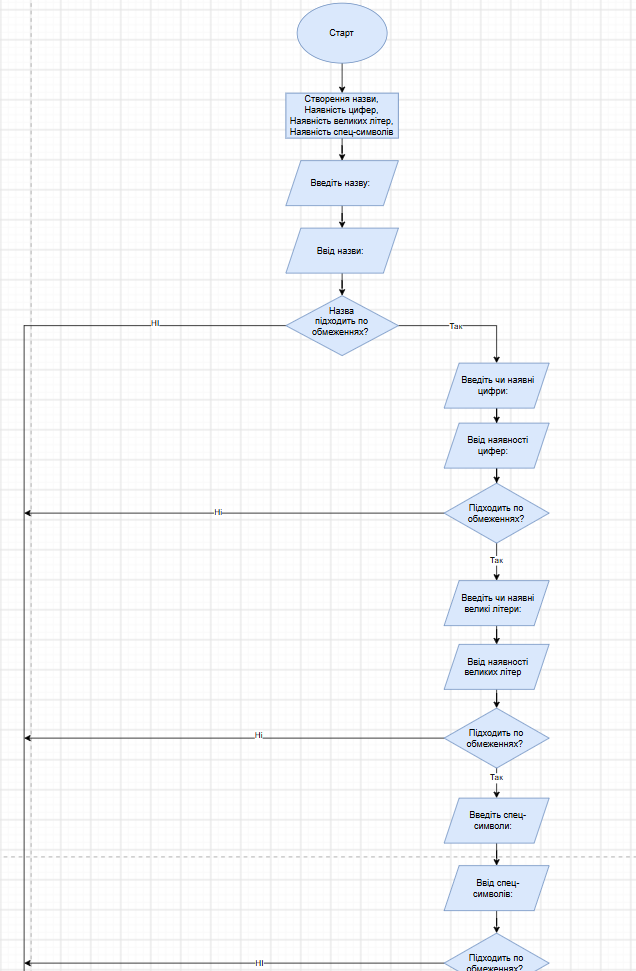 Старт
Створення назви,
Наявність цифер,
Наявність великих літер,
Наявність спец-символів
Введіть назву:
Ввід назви:
Назва
підходить по
обмеженнях?
НІ
Так
Введіть чи наявні
цифри:
Ввід наявності
цифер:
Підходить по
обмеженнях?
Ні
Так
Введіть чи наявні
великі літери:
Ввід наявності
великих літер
Підходить по
обмеженнях?
Ні
Так
Введіть спец-
символи:
Ввід спец-
символів:
Підходить по
обмеженнях?
НІ